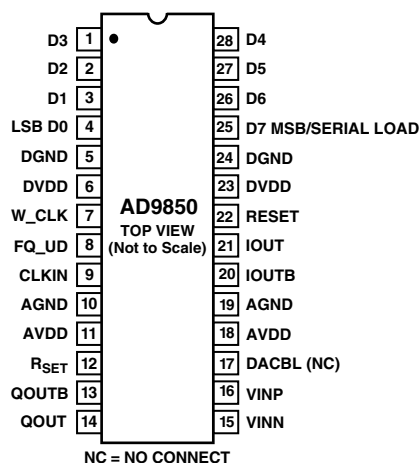 D3 1 28 D4
D2 2 27 D5
D1 3 26 D6
LSB D0 4 25 D7 MSB/SERIAL LOAD
DGND 5 24 DGND
DVDD 6 23 DVDD
W_CLK 7 22 RESET
FQ_UD 8 21 IOUT
CLKIN 9 20 IOUTB
AGND 10 19 AGND
AVDD 11 18 AVDD
RSET 12 17 DACBL (NC)
QOUTB 13 16 VINP
QOUT 14 15 VINN
AD9850
TOP VIEW
(Not to Scale)
NC = NO CONNECT